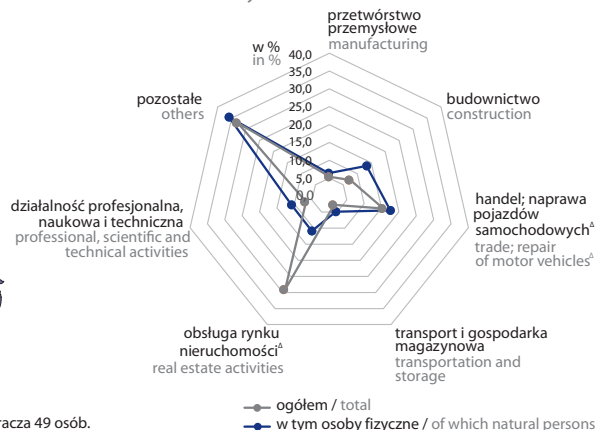 przetwórstwo
przemysłowe
manufacturing
w %
in %
40,0
35,0
30,0
25,0
20,0
15,0
10,0
5,0
0,0
budownictwo
construction
handel; naprawa
pojazdów
samochodowych∆
trade; repair
of motor vehicles∆
transport i gospodarka
magazynowa
transportation and
storage
obsługa rynku
nieruchomości∆
real estate activities
działalność profesjonalna,
naukowa i techniczna
professional, scientific and
technical activities
pozostałe
others
ogółem / total
w tym osoby fizyczne / of which natural persons
racza 49 osób.